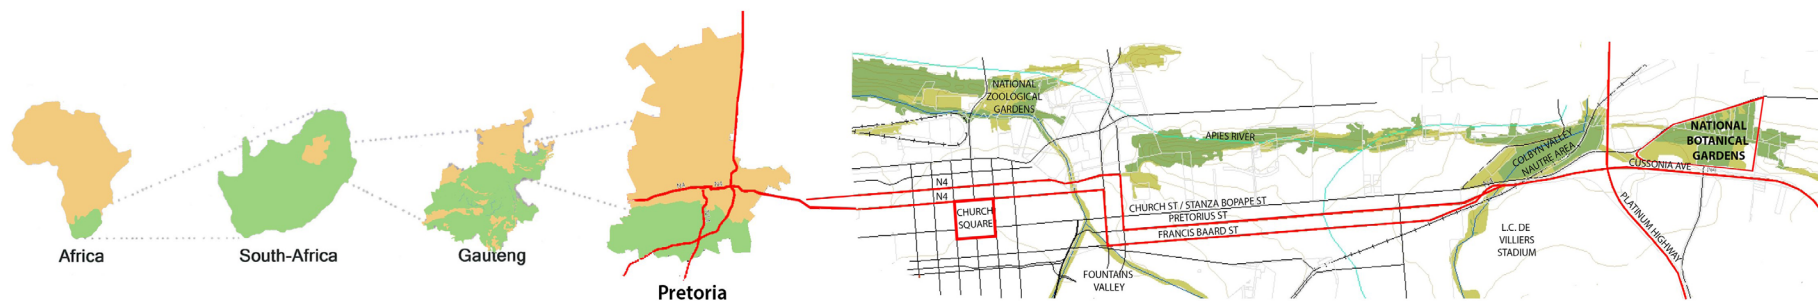 Africa
South-Africa
Gauteng
Pretoria
NATIONAL
ZOOLOGICAL
GARDENS
APIES RIVER
COLBYN VALLEY
NAUTRE AREA
NATIONAL
BOTANICAL
GARDENS
CUSSONIA AVE
N4
N4
CHURCH
SQUARE
CHURCH ST / STANZA BOPAPE ST
PRETORIUS ST
FRANCIS BAARD ST
PLATINUM HIGHWAY
L.C. DE
VILLIERS
STADIUM
FOUNTAINS
VALLEY